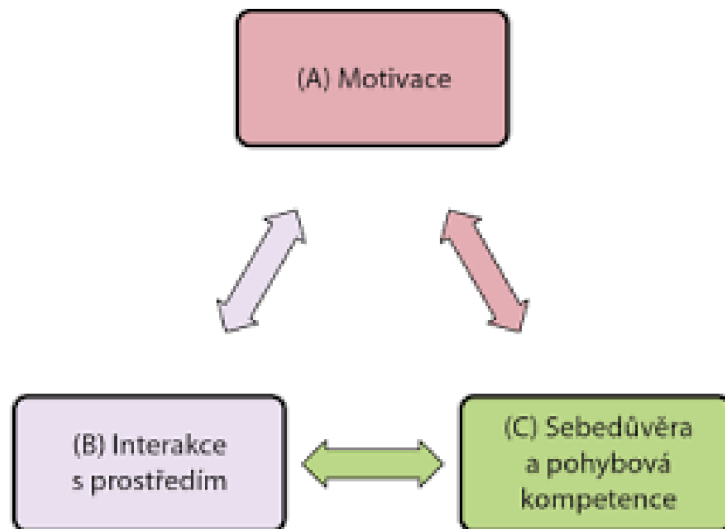 (A) Motivace
(B) Interakce
s prostředím
(C) Sebedůvěra
a pohybová
kompetence